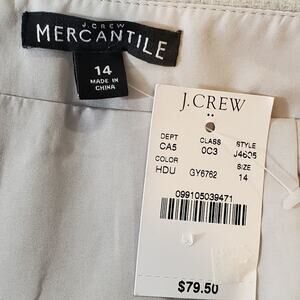 J.CREW
MERCANTILE
14
MADE IN
CHINA
J.CREW
DEPT CLASS STYLE
CA5 0C3 J4605
COLOR SIZE
HDU GY6762 14
099105039471
$79.50